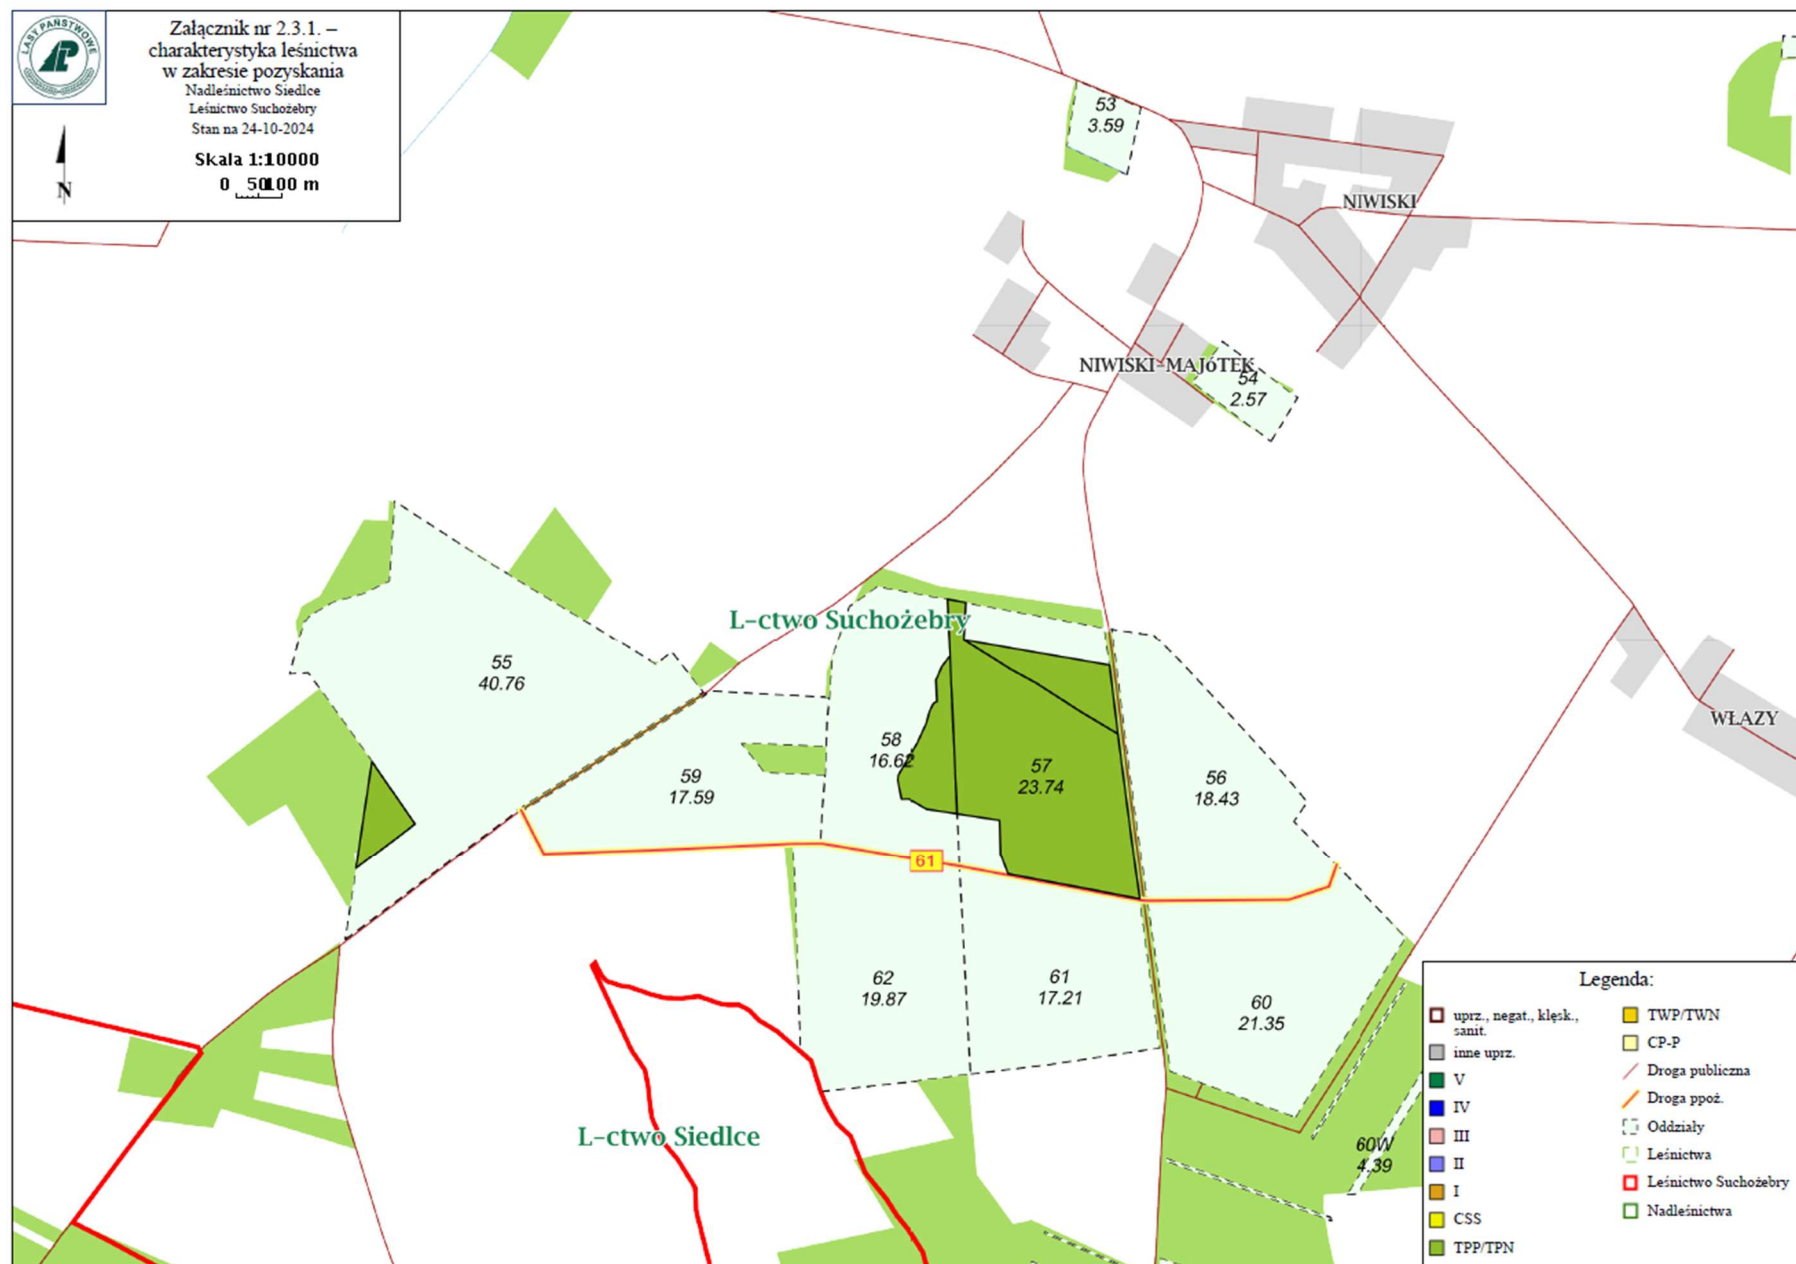 LASY PAŃSTWOWE
Załącznik nr 2.3.1. –
charakterystyka leśnictwa
w zakresie pozyskania
Nadleśnictwo Siedlce
Leśnictwo Suchożebry
Stan na 24-10-2024
Skala 1:10000
0 50100 m
N
53
3.59
NIWISKI
NIWISKI-MAJóTEK
54
2.57
L-ctwo Suchożebry
55
40.76
WŁAZY
58
16.62
57
23.74
56
18.43
59
17.59
61
62
19.87
61
17.21
60
21.35
L-ctwo Siedlce
60W
4.39
Legenda:
uprz., negat., klęsk.,
sanit.
inne uprz.
V
IV
III
II
I
CSS
TPP/TPN
TWP/TWN
CP-P
Droga publiczna
Droga ppoż.
Oddziały
Leśnictwa
Leśnictwo Suchożebry
Nadleśnictwa